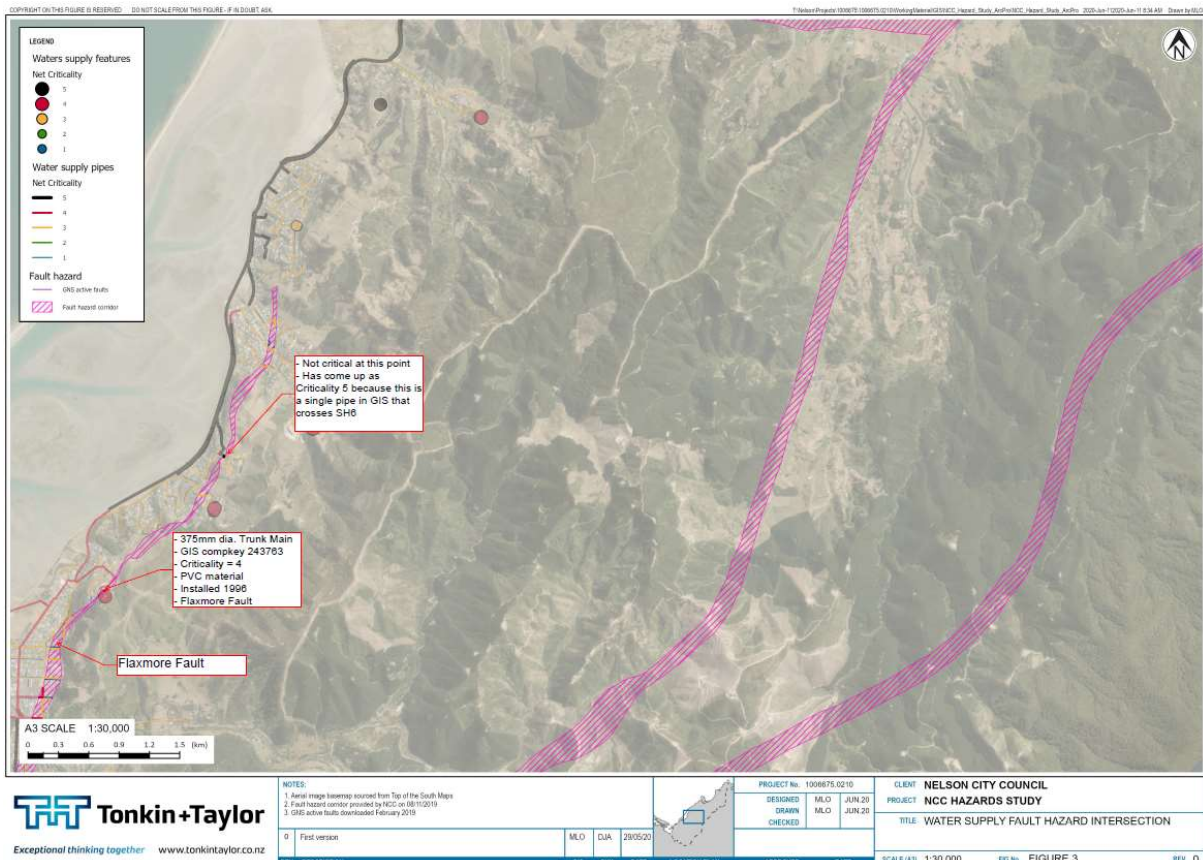 COPYRIGHT ON THIS FIGURE IS RESERVED DO NOT SCALE FROM THIS FIGURE - IF IN DOUBT, ASK.
LEGEND
Waters supply features
Net Criticality
5
4
3
2
1
Water supply pipes
Net Criticality
5
4
3
2
1
Fault hazard
GNS active faults
Fault hazard corridor
N
- Not critical at this point
- Has come up as
Criticality 5 because this is
a single pipe in GIS that
crosses SH6
- 375mm dia. Trunk Main
- GIS compkey 243763
- Criticality = 4
- PVC material
- Installed 1996
- Flaxmore Fault
Flaxmore Fault
A3 SCALE 1:30,000
0 0.3 0.6 0.9 1.2 1.5 (km)
Tonkin+Taylor
Exceptional thinking together www.tonkintaylor.co.nz
NOTES:
1. Aerial image basemap sourced from Top of the South Maps
2. Fault hazard corridor provided by NCC on 08/11/2019
3. GNS active faults downloaded February 2019
0 First version MLO DJA 29/05/20
PROJECT No. 1006675.0210
DESIGNED MLO JUN.20
DRAWN MLO JUN.20
CHECKED
CLIENT NELSON CITY COUNCIL
PROJECT NCC HAZARDS STUDY
TITLE WATER SUPPLY FAULT HAZARD INTERSECTION
SCALE (A3) 1:30,000 FIG No. FIGURE 3 REV 0